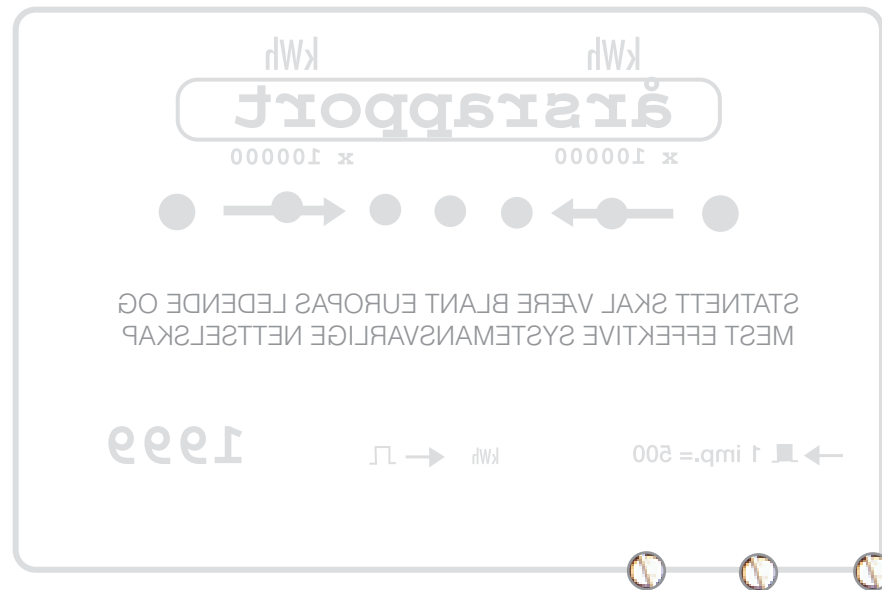 kWh kWh
årsrapport
x 100000 x 100000
STATNETT SKAL VÆRE BLANT EUROPAS LEDENDE OG
MEST EFFEKTIVE SYSTEMANSVARLIGE NETTSELSKAP
1 imp.= 500 kWh 1999